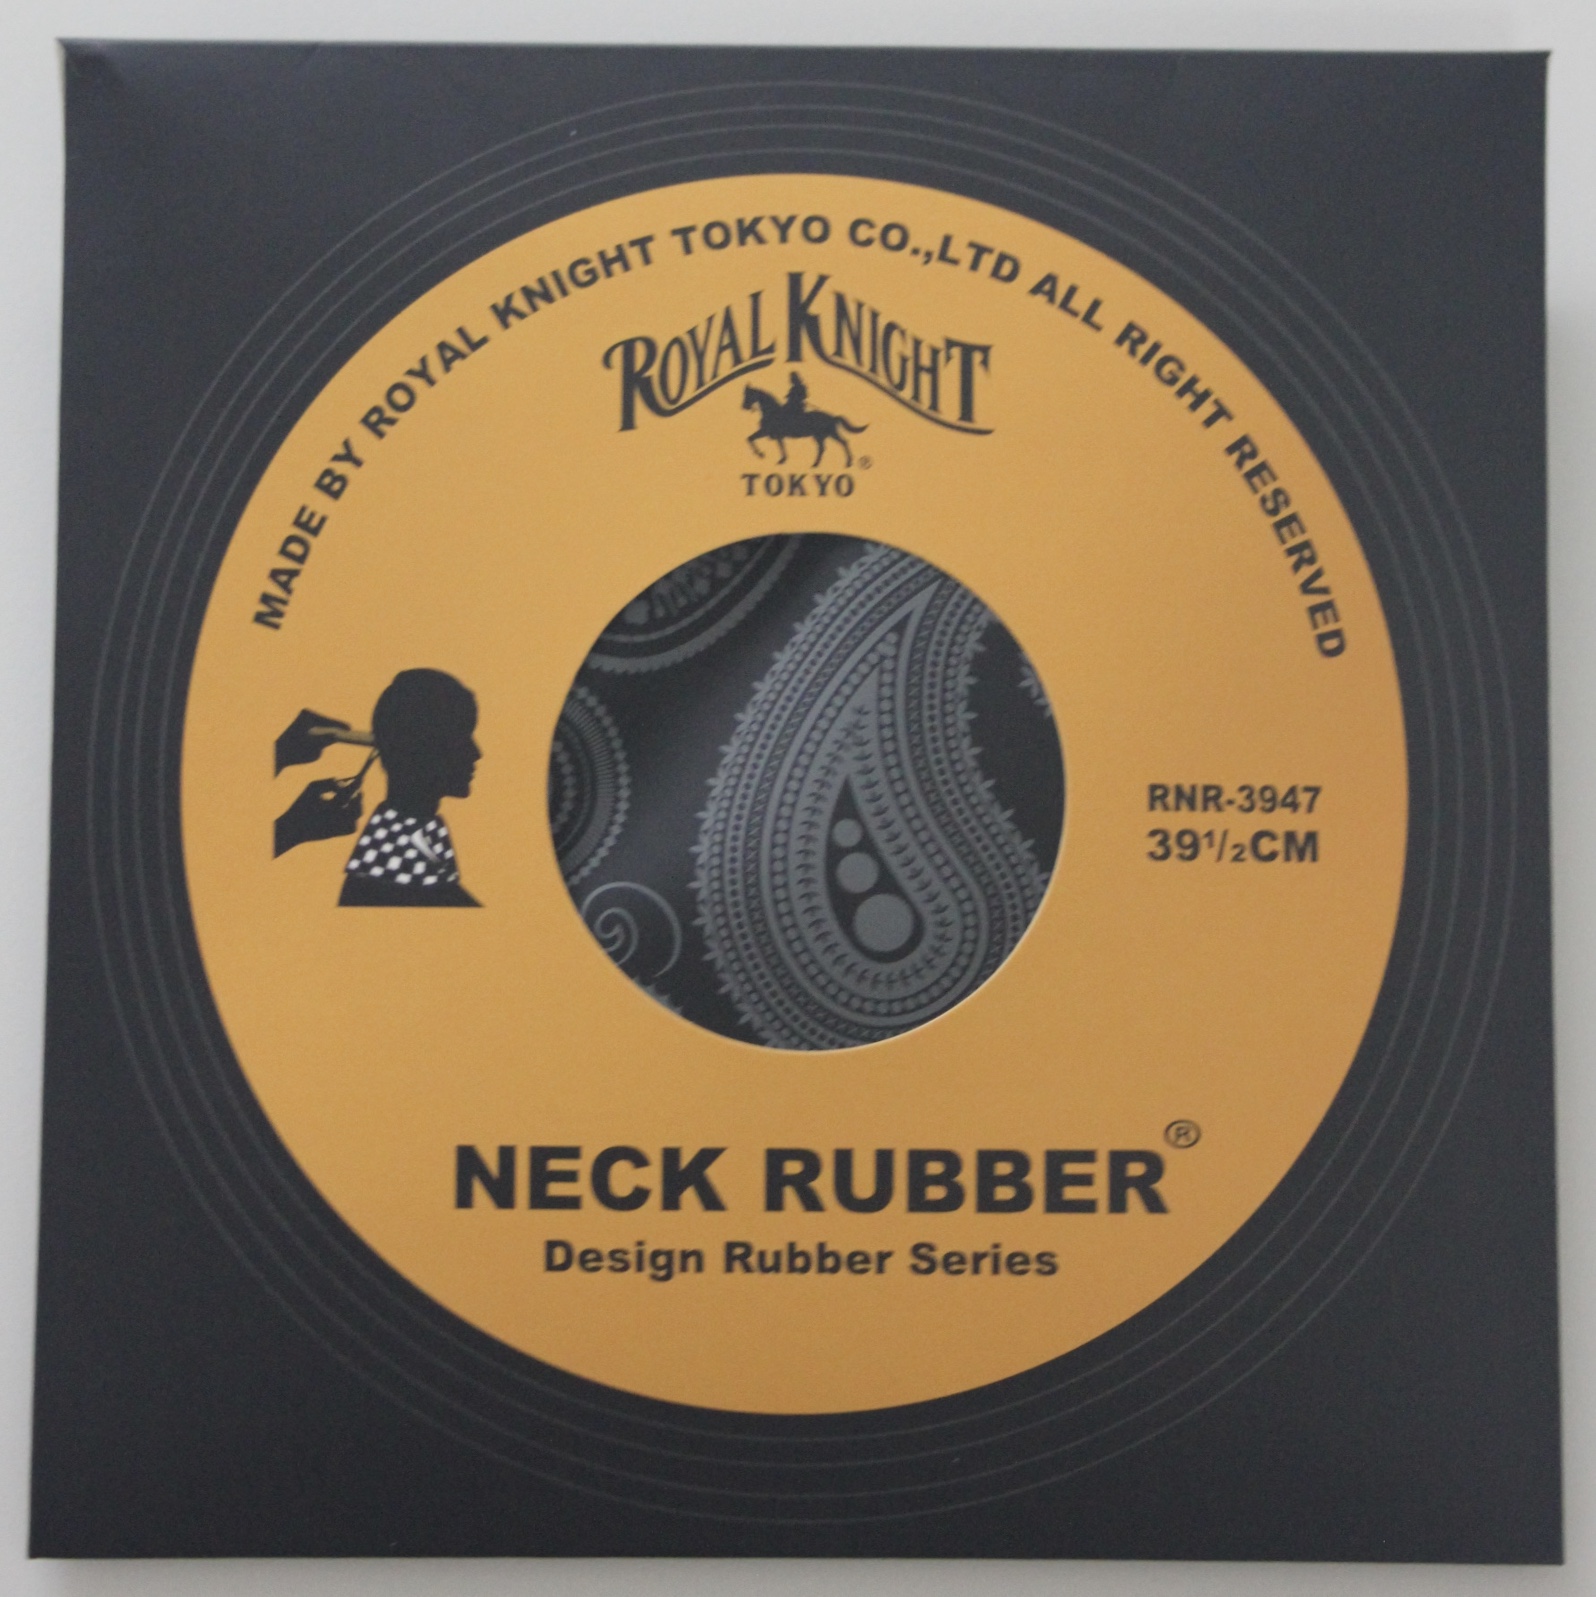 MADE BY ROYAL KNIGHT TOKYO CO.,LTD ALL RIGHT RESERVED
ROYAL KNIGHT
®
TOKYO
RNR-3947
39¹/₂CM
NECK RUBBER®
Design Rubber Series